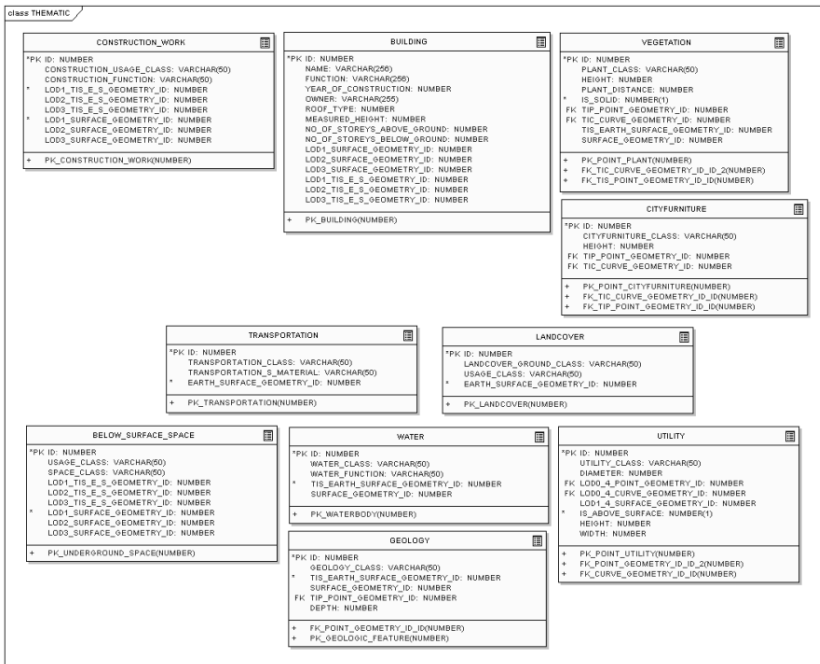 class THEMATIC
CONSTRUCTION_WORK
*PK ID: NUMBER
CONSTRUCTION_USAGE_CLASS: VARCHAR(50)
CONSTRUCTION_FUNCTION: VARCHAR(50)
* LOD1_TIS_E_S_GEOMETRY_ID: NUMBER
LOD2_TIS_E_S_GEOMETRY_ID: NUMBER
LOD3_TIS_E_S_GEOMETRY_ID: NUMBER
* LOD1_SURFACE_GEOMETRY_ID: NUMBER
LOD2_SURFACE_GEOMETRY_ID: NUMBER
LOD3_SURFACE_GEOMETRY_ID: NUMBER
+ PK_CONSTRUCTION_WORK(NUMBER)
BUILDING
*PK ID: NUMBER
NAME: VARCHAR(256)
FUNCTION: VARCHAR(256)
YEAR_OF_CONSTRUCTION: NUMBER
OWNER: VARCHAR(255)
ROOF_TYPE: NUMBER
MEASURED_HEIGHT: NUMBER
NO_OF_STOREYS_ABOVE_GROUND: NUMBER
NO_OF_STOREYS_BELOW_GROUND: NUMBER
LOD1_SURFACE_GEOMETRY_ID: NUMBER
LOD2_SURFACE_GEOMETRY_ID: NUMBER
LOD3_SURFACE_GEOMETRY_ID: NUMBER
LOD1_TIS_E_S_GEOMETRY_ID: NUMBER
LOD2_TIS_E_S_GEOMETRY_ID: NUMBER
LOD3_TIS_E_S_GEOMETRY_ID: NUMBER
+ PK_BUILDING(NUMBER)
VEGETATION
*PK ID: NUMBER
PLANT_CLASS: VARCHAR(50)
HEIGHT: NUMBER
PLANT_DISTANCE: NUMBER
* IS_SOLID: NUMBER(1)
FK TIP_POINT_GEOMETRY_ID: NUMBER
FK TIC_CURVE_GEOMETRY_ID: NUMBER
TIS_EARTH_SURFACE_GEOMETRY_ID: NUMBER
SURFACE_GEOMETRY_ID: NUMBER
+ PK_POINT_PLANT(NUMBER)
+ FK_TIC_CURVE_GEOMETRY_ID_ID_2(NUMBER)
+ FK_TIS_POINT_GEOMETRY_ID_ID(NUMBER)
CITYFURNITURE
*PK ID: NUMBER
CITYFURNITURE_CLASS: VARCHAR(50)
HEIGHT: NUMBER
FK TIP_POINT_GEOMETRY_ID: NUMBER
FK TIC_CURVE_GEOMETRY_ID: NUMBER
+ PK_POINT_CITYFURNITURE(NUMBER)
+ FK_TIC_CURVE_GEOMETRY_ID_ID(NUMBER)
+ FK_TIP_POINT_GEOMETRY_ID_ID(NUMBER)
TRANSPORTATION
*PK ID: NUMBER
TRANSPORTATION_CLASS: VARCHAR(50)
TRANSPORTATION_S_MATERIAL: VARCHAR(50)
* EARTH_SURFACE_GEOMETRY_ID: NUMBER
+ PK_TRANSPORTATION(NUMBER)
LANDCOVER
*PK ID: NUMBER
LANDCOVER_GROUND_CLASS: VARCHAR(50)
USAGE_CLASS: VARCHAR(50)
* EARTH_SURFACE_GEOMETRY_ID: NUMBER
+ PK_LANDCOVER(NUMBER)
BELOW_SURFACE_SPACE
*PK ID: NUMBER
USAGE_CLASS: VARCHAR(50)
SPACE_CLASS: VARCHAR(50)
LOD1_TIS_E_S_GEOMETRY_ID: NUMBER
LOD2_TIS_E_S_GEOMETRY_ID: NUMBER
LOD3_TIS_E_S_GEOMETRY_ID: NUMBER
* LOD1_SURFACE_GEOMETRY_ID: NUMBER
LOD2_SURFACE_GEOMETRY_ID: NUMBER
LOD3_SURFACE_GEOMETRY_ID: NUMBER
+ PK_UNDERGROUND_SPACE(NUMBER)
WATER
*PK ID: NUMBER
WATER_CLASS: VARCHAR(50)
WATER_FUNCTION: VARCHAR(50)
* TIS_EARTH_SURFACE_GEOMETRY_ID: NUMBER
SURFACE_GEOMETRY_ID: NUMBER
+ PK_WATERBODY(NUMBER)
UTILITY
*PK ID: NUMBER
UTILITY_CLASS: VARCHAR(50)
DIAMETER: NUMBER
FK LOD0_4_POINT_GEOMETRY_ID: NUMBER
FK LOD0_4_CURVE_GEOMETRY_ID: NUMBER
LOD1_4_SURFACE_GEOMETRY_ID: NUMBER
* IS_ABOVE_SURFACE: NUMBER(1)
HEIGHT: NUMBER
WIDTH: NUMBER
+ PK_POINT_UTILITY(NUMBER)
+ FK_POINT_GEOMETRY_ID_ID_2(NUMBER)
+ FK_CURVE_GEOMETRY_ID_ID(NUMBER)
GEOLOGY
*PK ID: NUMBER
GEOLOGY_CLASS: VARCHAR(50)
* TIS_EARTH_SURFACE_GEOMETRY_ID: NUMBER
SURFACE_GEOMETRY_ID: NUMBER
FK TIP_POINT_GEOMETRY_ID: NUMBER
DEPTH: NUMBER
+ FK_POINT_GEOMETRY_ID_ID(NUMBER)
+ PK_GEOLOGIC_FEATURE(NUMBER)